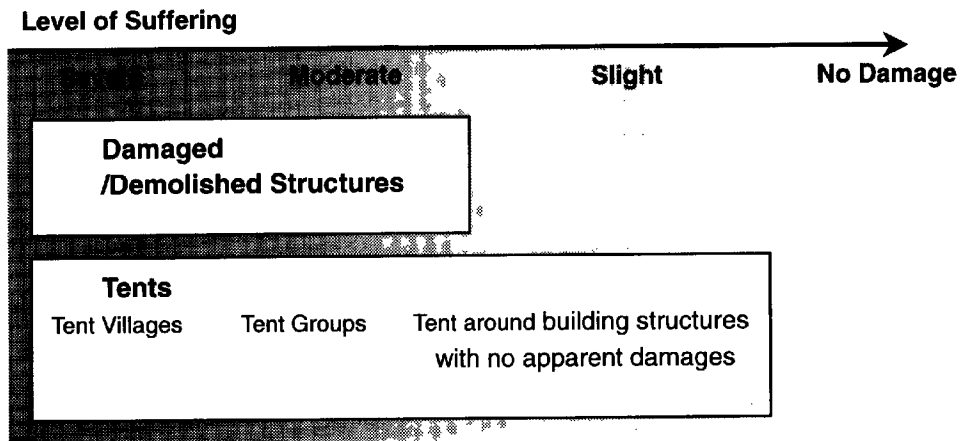 Level of Suffering
Moderate Slight No Damage
Damaged
/Demolished Structures
Tents
Tent Villages Tent Groups Tent around building structures
with no apparent damages